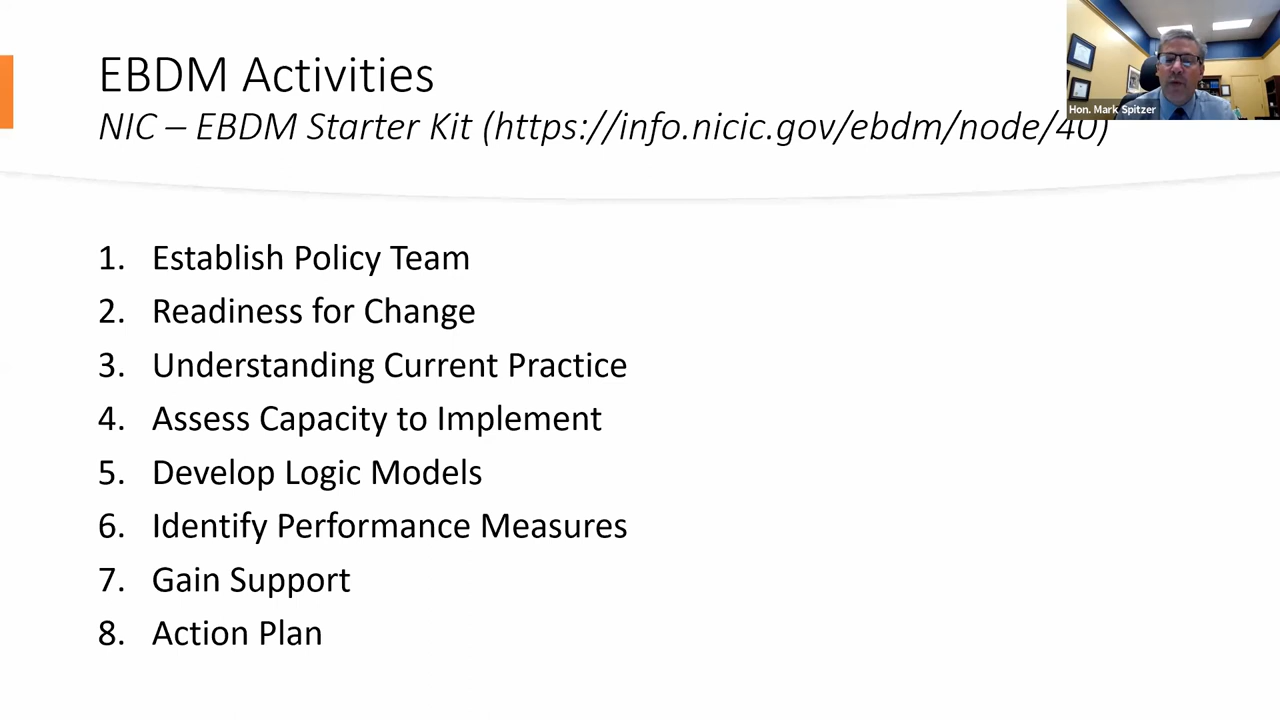 EBDM Activities
NIC – EBDM Starter Kit (https://info.nicic.gov/ebdm/node/40)
Hon. Mark Spitzer
1. Establish Policy Team
2. Readiness for Change
3. Understanding Current Practice
4. Assess Capacity to Implement
5. Develop Logic Models
6. Identify Performance Measures
7. Gain Support
8. Action Plan